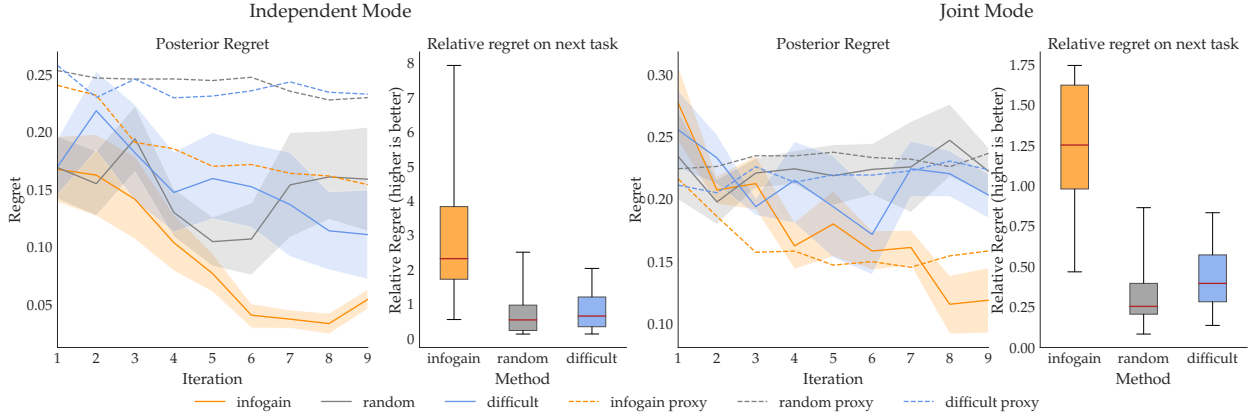 Independent Mode
Joint Mode
Posterior Regret
Relative regret on next task
Posterior Regret
Relative regret on next task
Regret
0.25
0.20
0.15
0.10
0.05
1 2 3 4 5 6 7 8 9
Iteration
Relative Regret (higher is better)
8
7
6
5
4
3
2
1
0
infogain random difficult
Method
Regret
0.30
0.25
0.20
0.15
0.10
1 2 3 4 5 6 7 8 9
Iteration
Relative Regret (higher is better)
1.75
1.50
1.25
1.00
0.75
0.50
0.25
0.00
infogain random difficult
Method
infogain random difficult infogain proxy random proxy difficult proxy